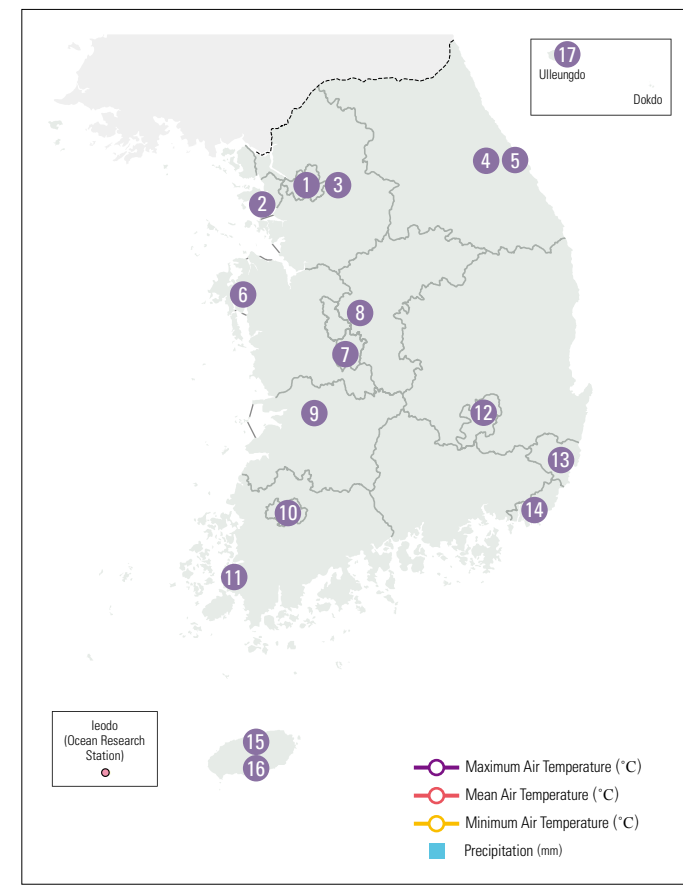 17
Ulleungdo
Dokdo
4
5
1
3
2
6
8
7
9
12
13
10
14
11
15
16
Ieodo
(Ocean Research
Station)
Maximum Air Temperature (˚C)
Mean Air Temperature (˚C)
Minimum Air Temperature (˚C)
Precipitation (mm)